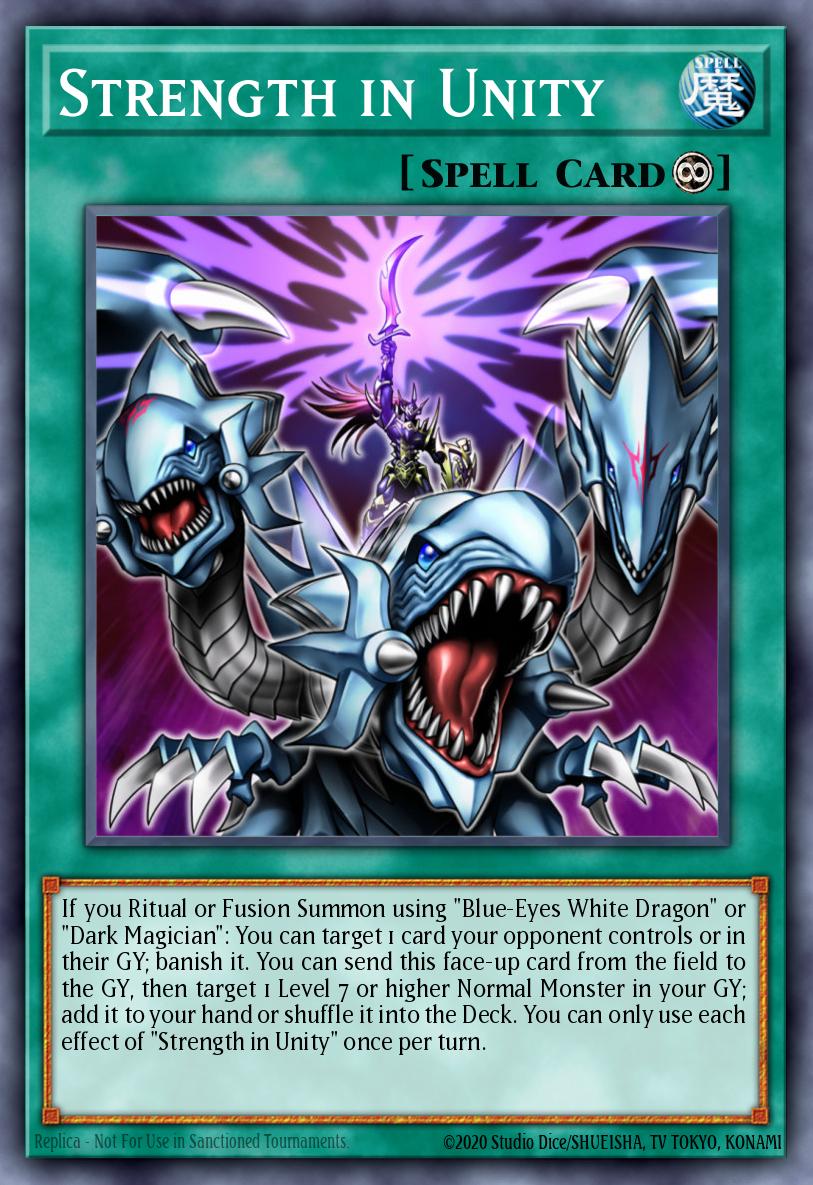 Strength in Unity
SPELL
魔
[Spell Card]
If you Ritual or Fusion Summon using "Blue-Eyes White Dragon" or
"Dark Magician": You can target 1 card your opponent controls or in
their GY; banish it. You can send this face-up card from the field to
the GY, then target 1 Level 7 or higher Normal Monster in your GY;
add it to your hand or shuffle it into the Deck. You can only use each
effect of "Strength in Unity" once per turn.
Replica - Not For Use in Sanctioned Tournaments.
©2020 Studio Dice/SHUEISHA, TV TOKYO, KONAMI